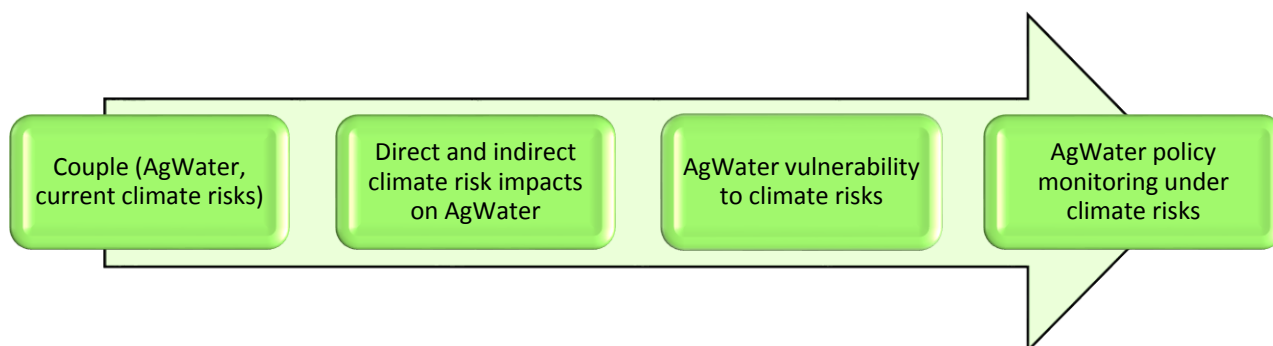 Couple (AgWater,
current climate risks)
Direct and indirect
climate risk impacts
on AgWater
AgWater vulnerability
to climate risks
AgWater policy
monitoring under
climate risks